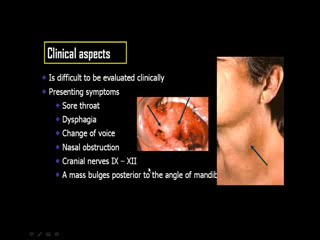 Clinical aspects
Is difficult to be evaluated clinically
Presenting symptoms
Sore throat
Dysphagia
Change of voice
Nasal obstruction
Cranial nerves IX – XII
A mass bulges posterior to the angle of mandib